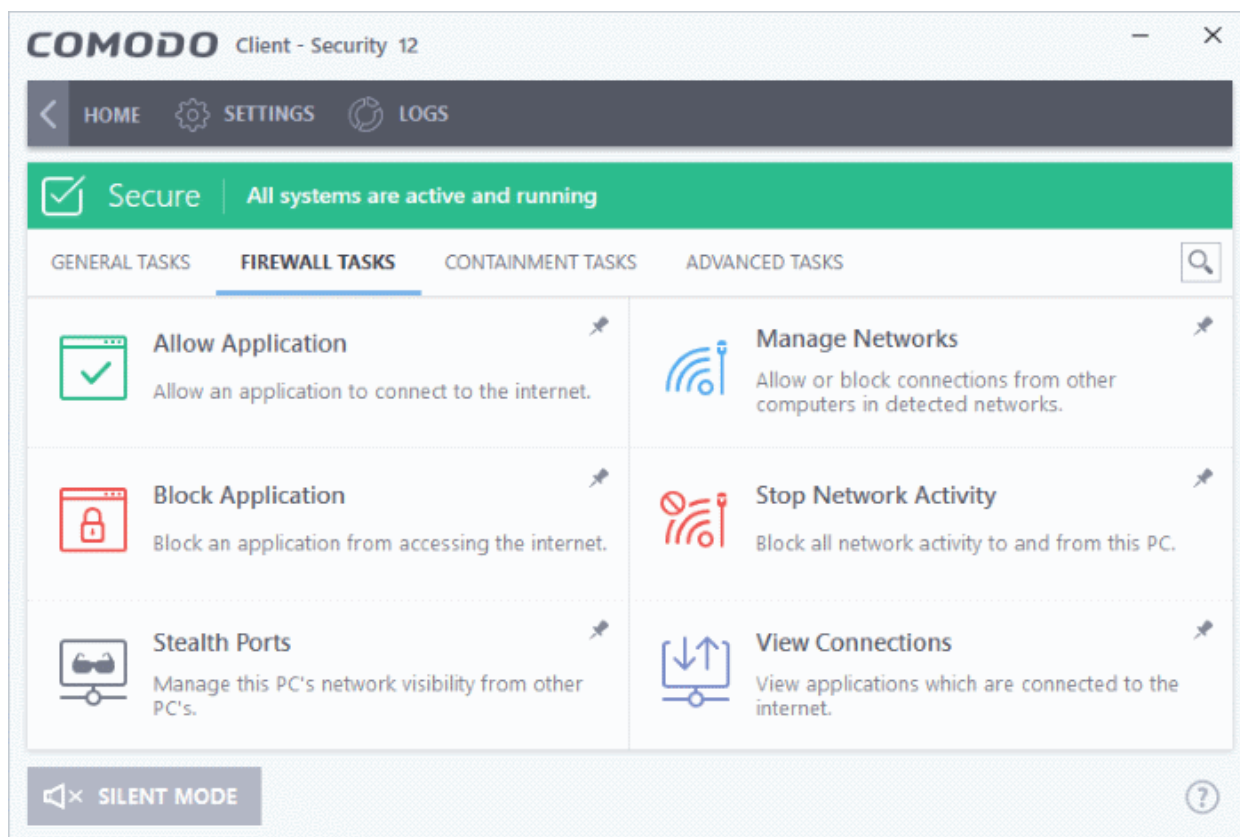 COMODO Client - Security 12
HOME SETTINGS LOGS
Secure All systems are active and running
GENERAL TASKS FIREWALL TASKS CONTAINMENT TASKS ADVANCED TASKS
Allow Application
Allow an application to connect to the internet.
Manage Networks
Allow or block connections from other
computers in detected networks.
Block Application
Block an application from accessing the internet.
Stop Network Activity
Block all network activity to and from this PC.
Stealth Ports
Manage this PC's network visibility from other
PC's.
View Connections
View applications which are connected to the
internet.
SILENT MODE
?